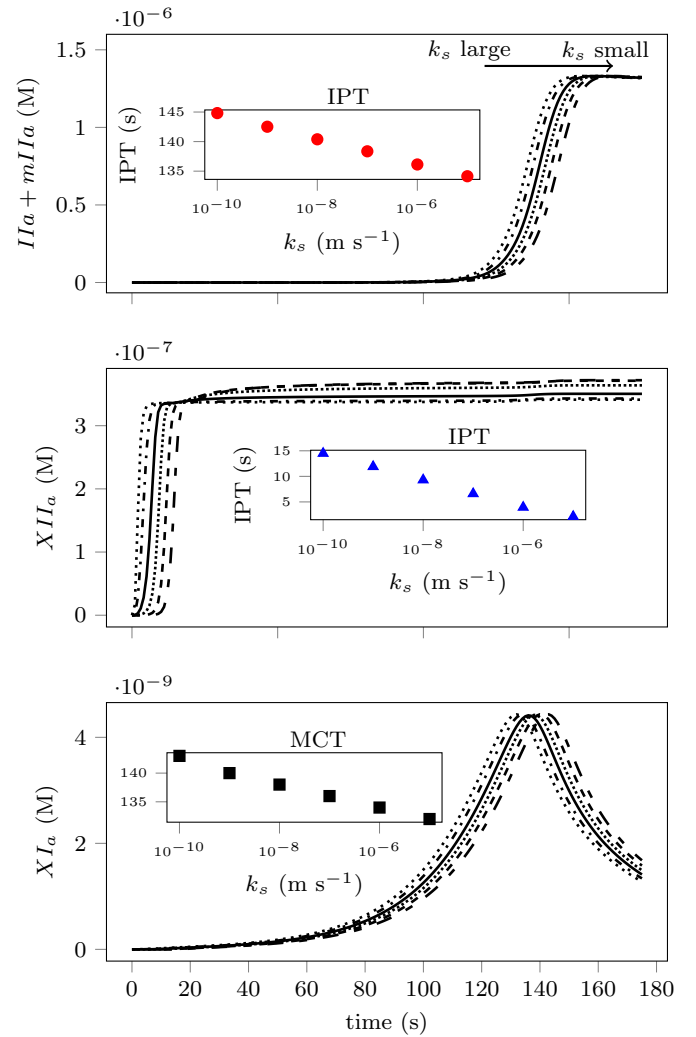 ·10⁻⁶
1.5
k_s large
k_s small
1
0.5
0
IIa + mIIa (M)
IPT
145
140
135
IPT (s)
10⁻¹⁰
10⁻⁸
10⁻⁶
k_s (m s⁻¹)
·10⁻⁷
3
2
1
0
XII_a (M)
IPT
15
10
5
IPT (s)
10⁻¹⁰
10⁻⁸
10⁻⁶
k_s (m s⁻¹)
·10⁻⁹
4
2
0
XI_a (M)
MCT
140
135
10⁻¹⁰
10⁻⁸
10⁻⁶
k_s (m s⁻¹)
0 20 40 60 80 100 120 140 160 180
time (s)